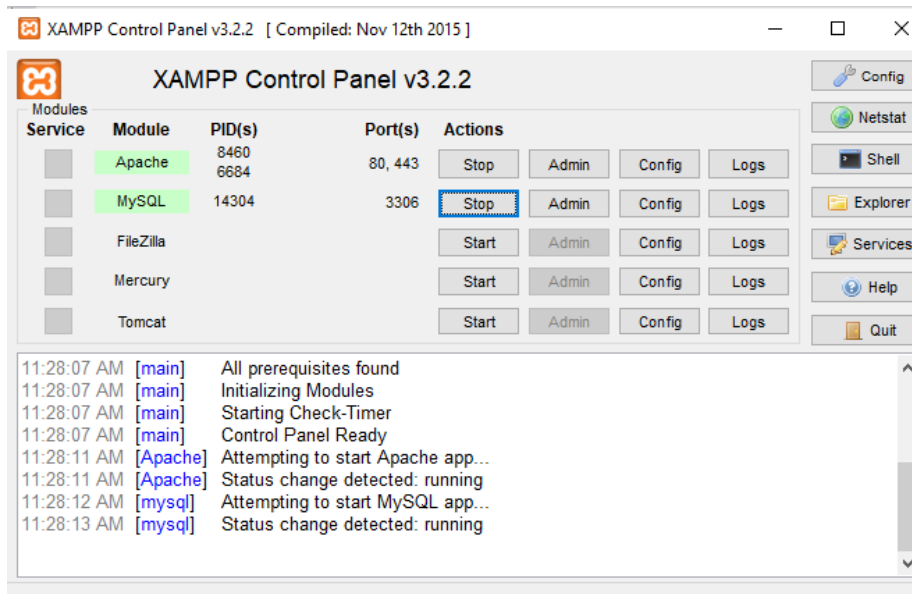 XAMPP Control Panel v3.2.2 [ Compiled: Nov 12th 2015 ]
XAMPP Control Panel v3.2.2
Config
Modules
Service Module PID(s) Port(s) Actions
Netstat
Apache 8460 6684 80, 443 Stop Admin Config Logs
Shell
MySQL 14304 3306 Stop Admin Config Logs
Explorer
FileZilla Start Admin Config Logs
Services
Mercury Start Admin Config Logs
Help
Tomcat Start Admin Config Logs
Quit
11:28:07 AM [main] All prerequisites found
11:28:07 AM [main] Initializing Modules
11:28:07 AM [main] Starting Check-Timer
11:28:07 AM [main] Control Panel Ready
11:28:11 AM [Apache] Attempting to start Apache app...
11:28:11 AM [Apache] Status change detected: running
11:28:12 AM [mysql] Attempting to start MySQL app...
11:28:13 AM [mysql] Status change detected: running